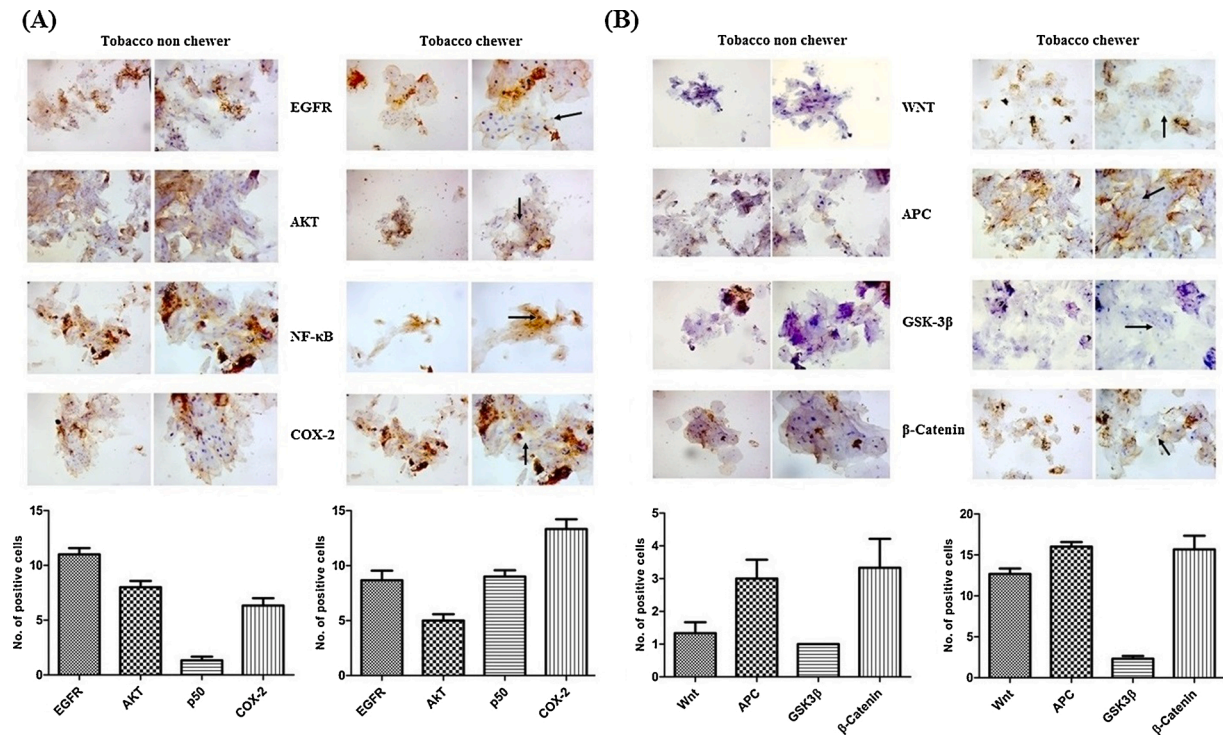 (A)
(B)
Tobacco non chewer
Tobacco chewer
Tobacco non chewer
Tobacco chewer
EGFR
AKT
NF-κB
COX-2
WNT
APC
GSK-3β
β-Catenin
No. of positive cells
15
10
5
0
EGFR
AKT
p50
COX-2
No. of positive cells
15
10
5
0
EGFR
AKT
p50
COX-2
No. of positive cells
5
4
3
2
1
0
Wnt
APC
GSK3β
β-Catenin
No. of positive cells
20
15
10
5
0
Wnt
APC
GSK3β
β-Catenin